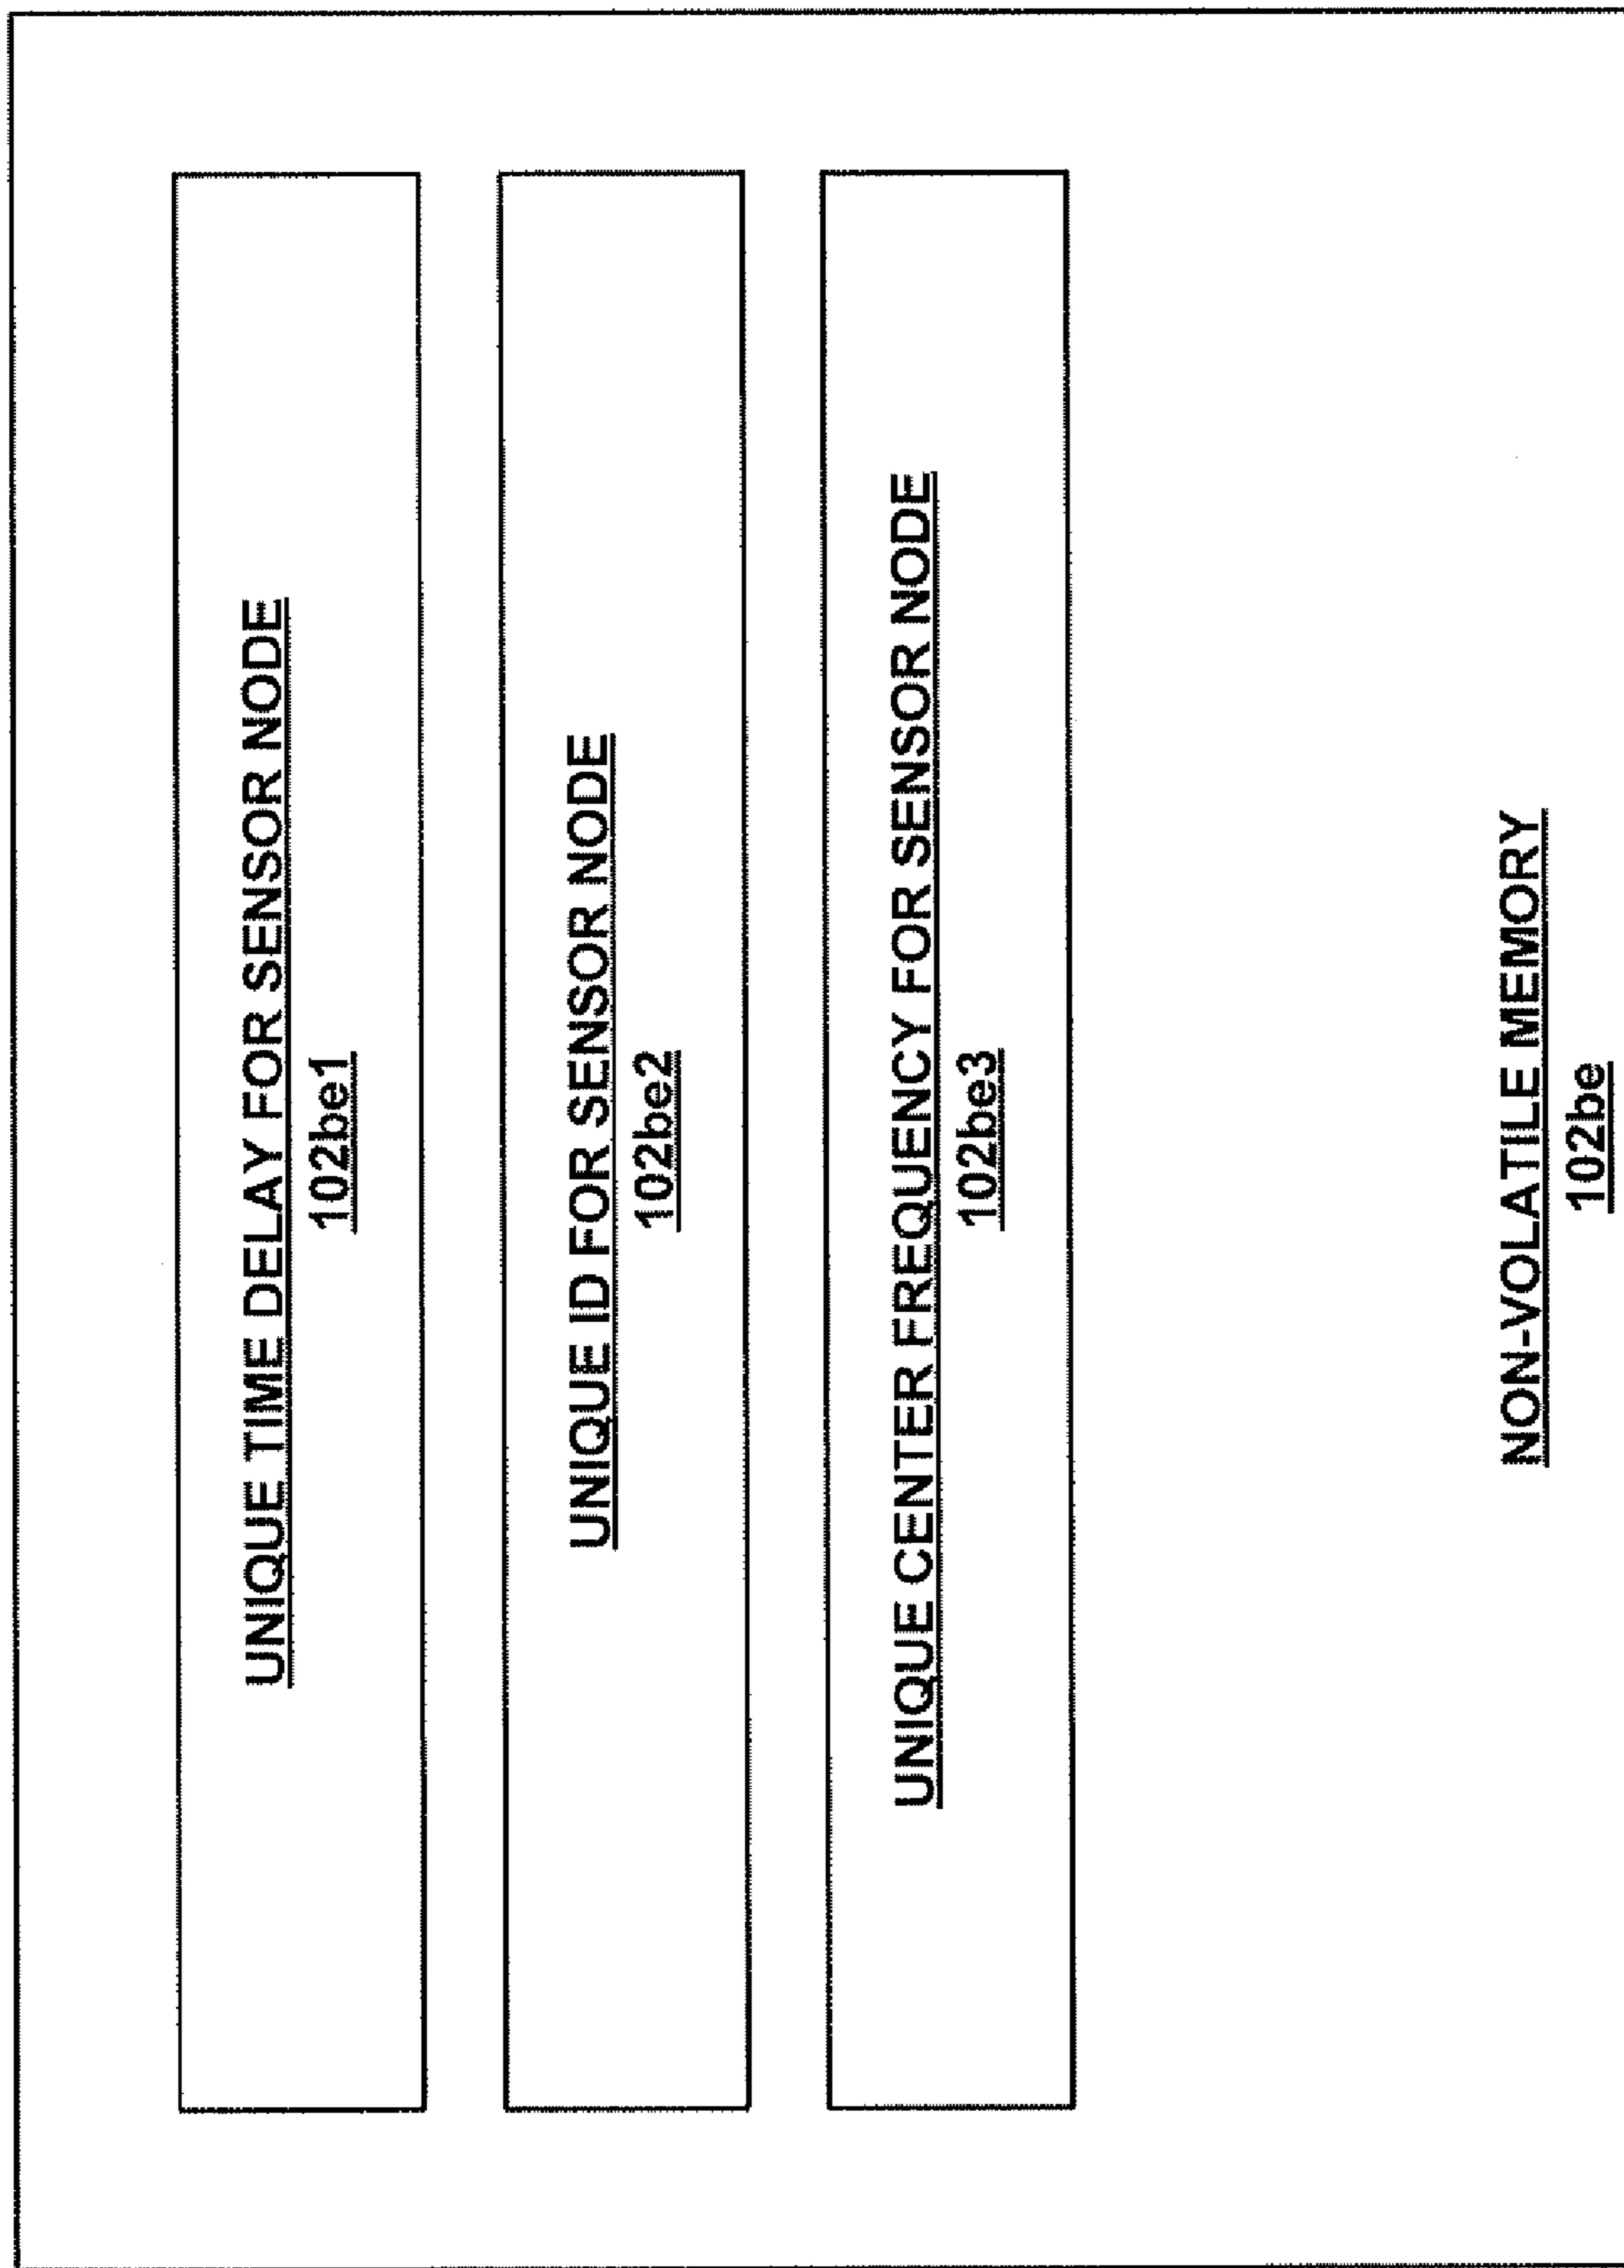 UNIQUE TIME DELAY FOR SENSOR NODE
102be1
UNIQUE ID FOR SENSOR NODE
102be2
UNIQUE CENTER FREQUENCY FOR SENSOR NODE
102be3
NON-VOLATILE MEMORY
102be